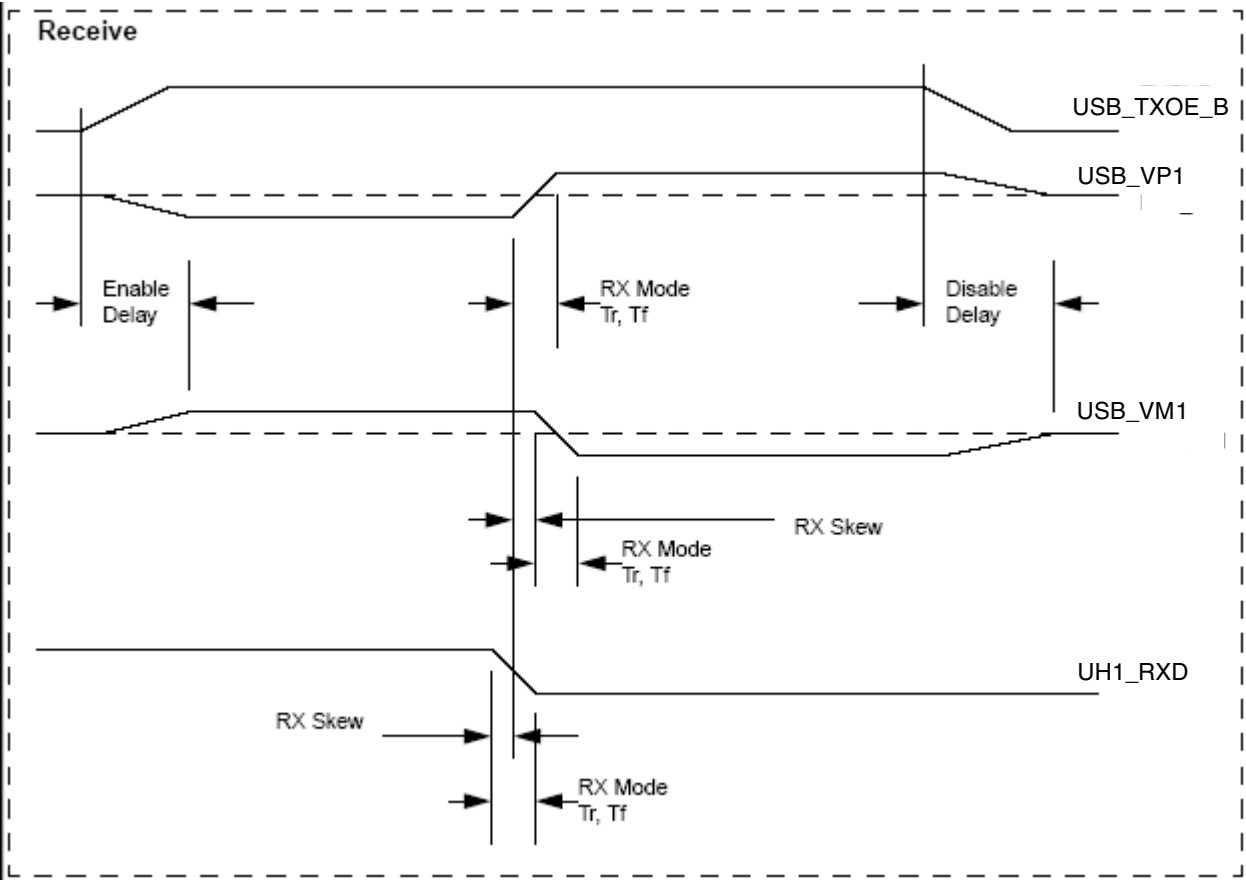 Receive
USB_TXOE_B
USB_VP1
Enable
Delay
RX Mode
Tr, Tf
Disable
Delay
USB_VM1
RX Skew
RX Mode
Tr, Tf
UH1_RXD
RX Skew
RX Mode
Tr, Tf